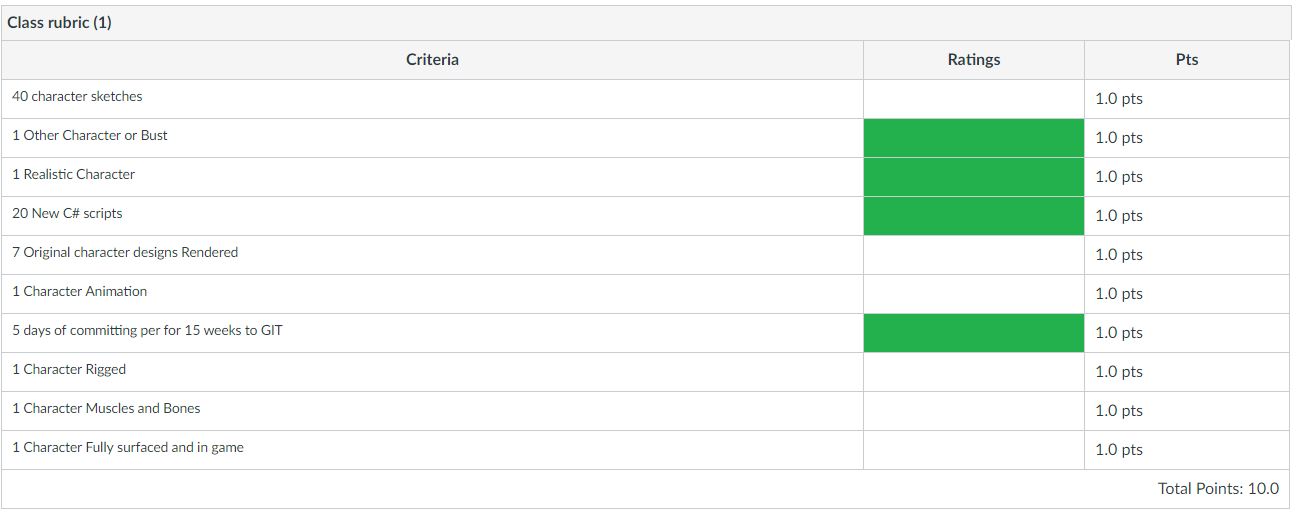 Class rubric (1)
Criteria Ratings Pts
40 character sketches 1.0 pts
1 Other Character or Bust 1.0 pts
1 Realistic Character 1.0 pts
20 New C# scripts 1.0 pts
7 Original character designs Rendered 1.0 pts
1 Character Animation 1.0 pts
5 days of committing per for 15 weeks to GIT 1.0 pts
1 Character Rigged 1.0 pts
1 Character Muscles and Bones 1.0 pts
1 Character Fully surfaced and in game 1.0 pts
Total Points: 10.0